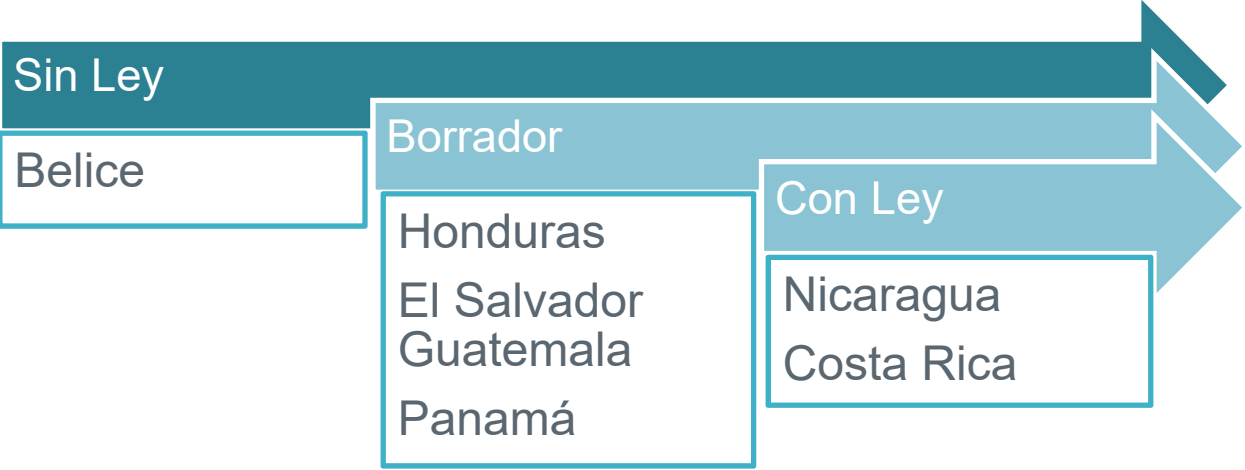 Sin Ley
Belice
Borrador
Honduras
El Salvador
Guatemala
Panamá
Con Ley
Nicaragua
Costa Rica